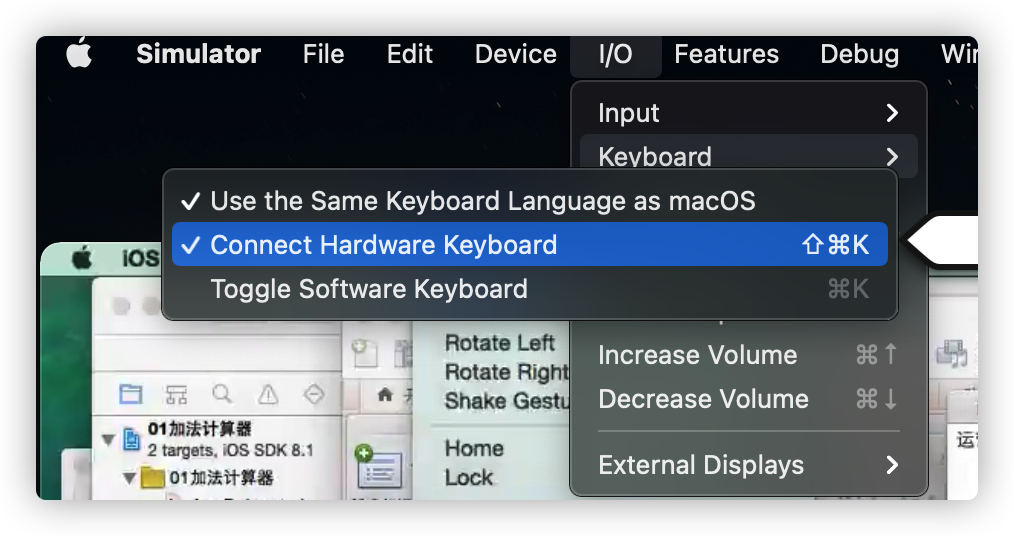 Simulator File Edit Device I/O Features Debug
Input
Keyboard
✓ Use the Same Keyboard Language as macOS
✓ Connect Hardware Keyboard ⇧⌘K
Toggle Software Keyboard ⌘K
iOS
Increase Volume ⌘↑
Decrease Volume ⌘↓
External Displays
Rotate Left
Rotate Right
Shake Gestu
Home
Lock
01加法计算器
2 targets, iOS SDK 8.1
01加法计算器